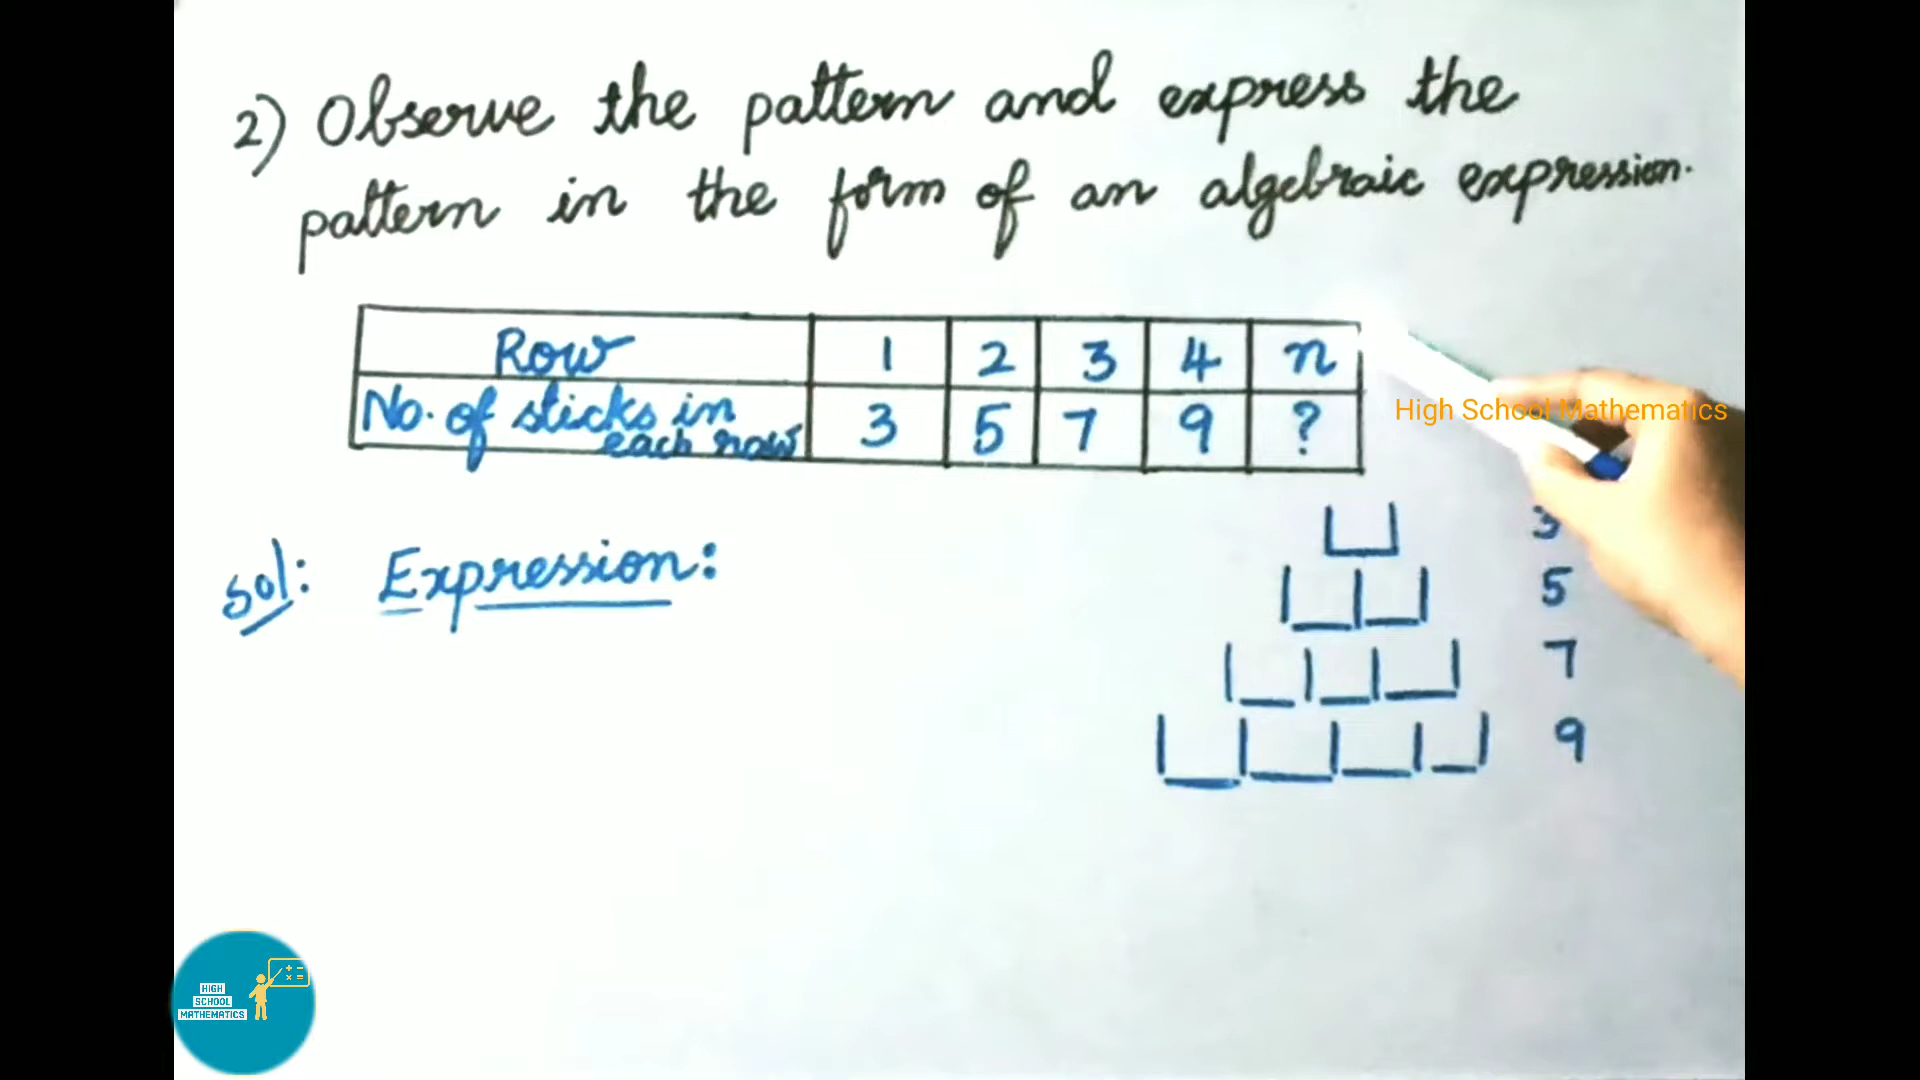 2) Observe the pattern and express the
pattern in the form of an algebraic expression.
Row 1 2 3 4 n
No. of sticks in each row 3 5 7 9 ?
High School Mathematics
Sol: Expression:
3
5
7
9
HIGH
SCHOOL
MATHEMATICS